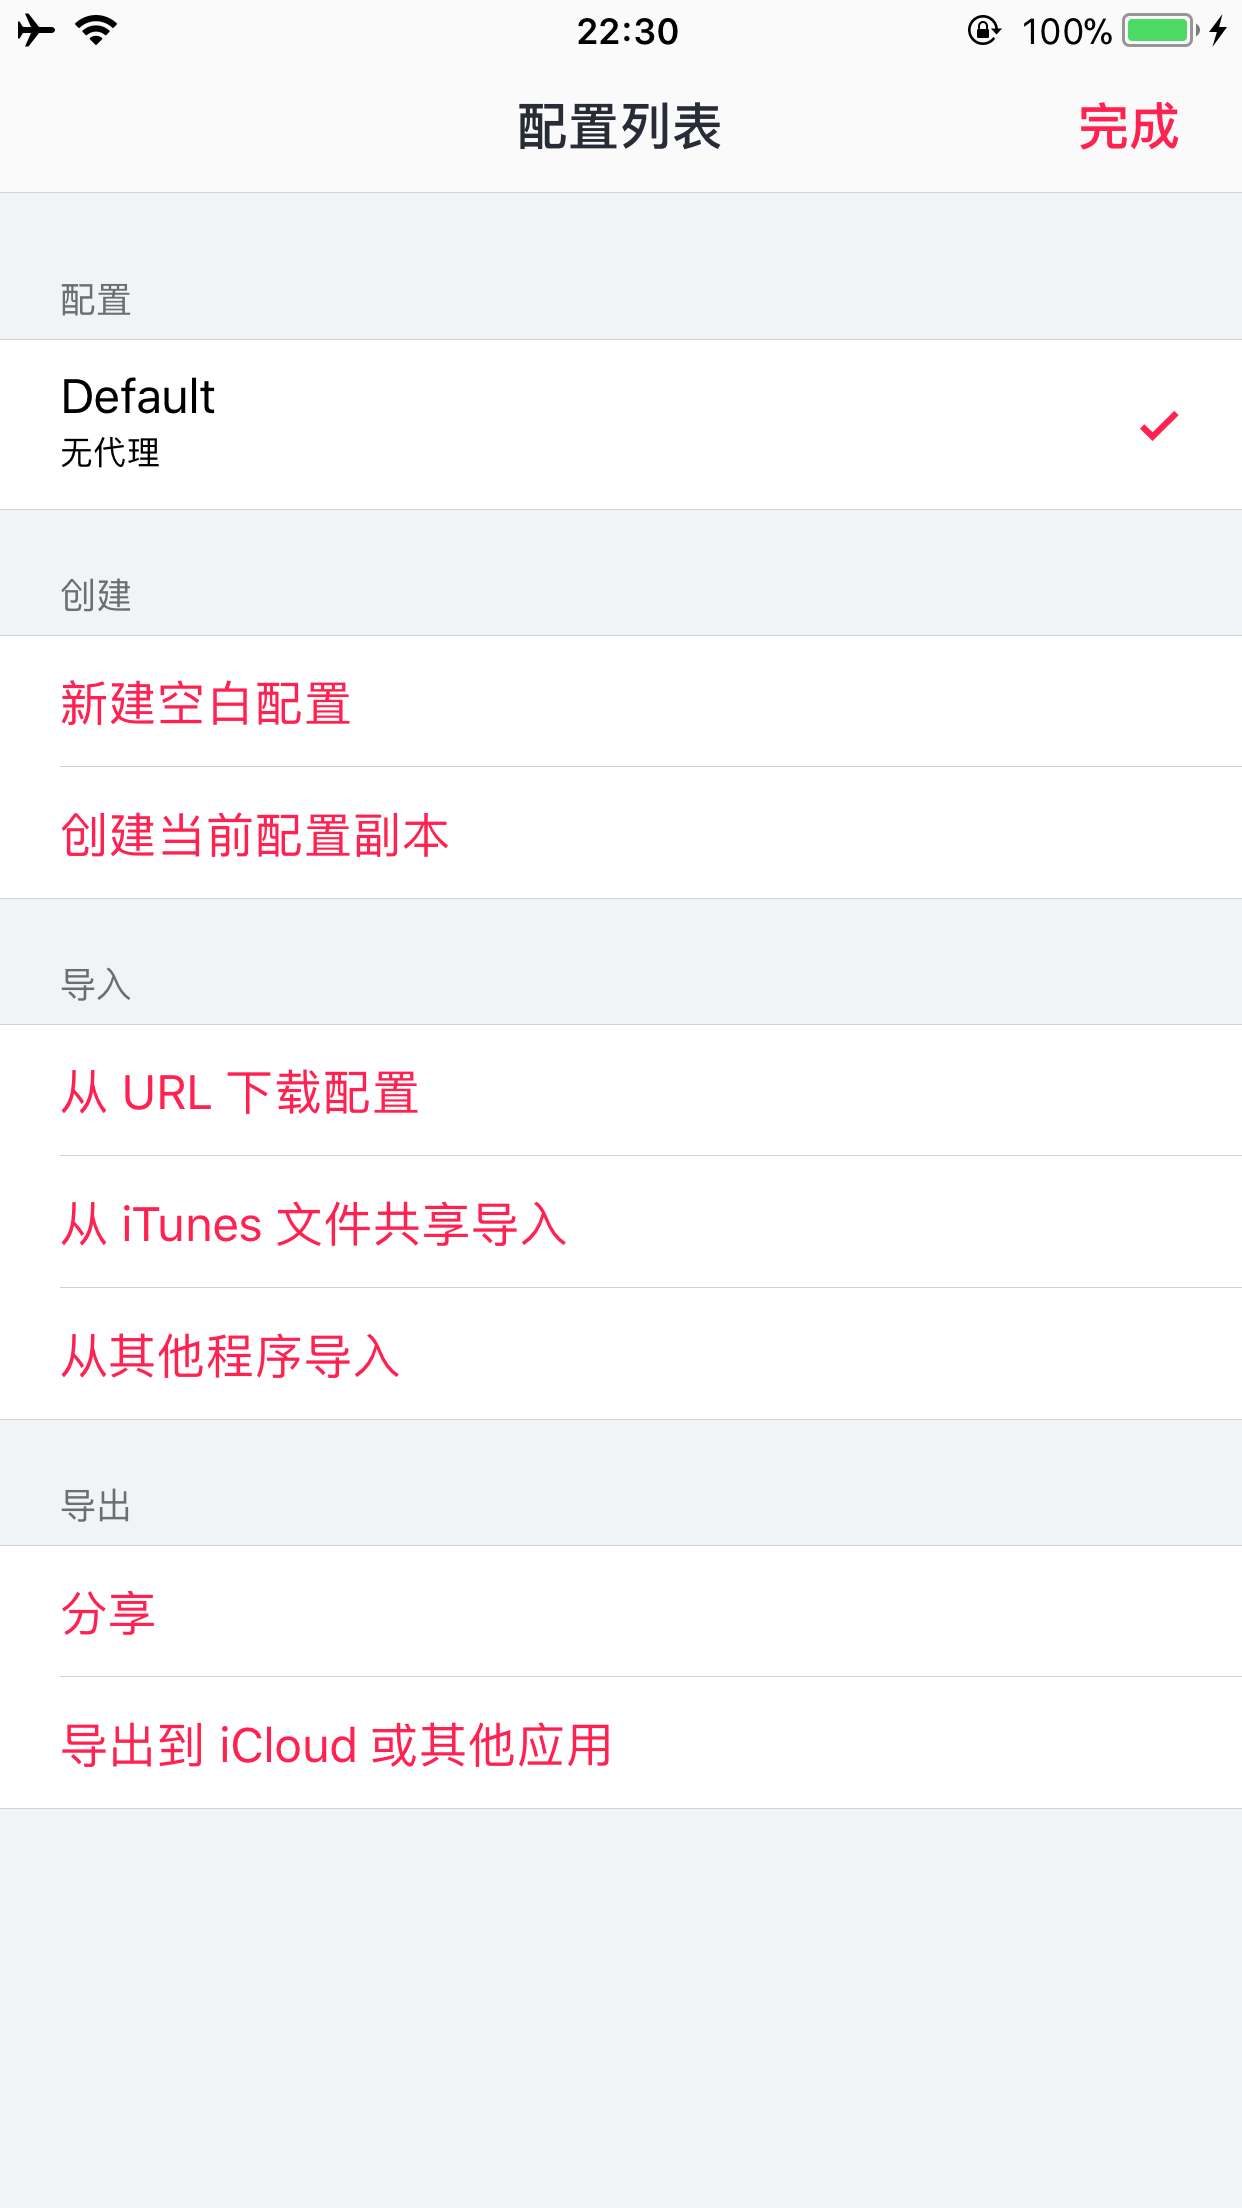 22:30
100%
配置列表
完成
配置
Default
无代理
创建
新建空白配置
创建当前配置副本
导入
从 URL 下载配置
从 iTunes 文件共享导入
从其他程序导入
导出
分享
导出到 iCloud 或其他应用